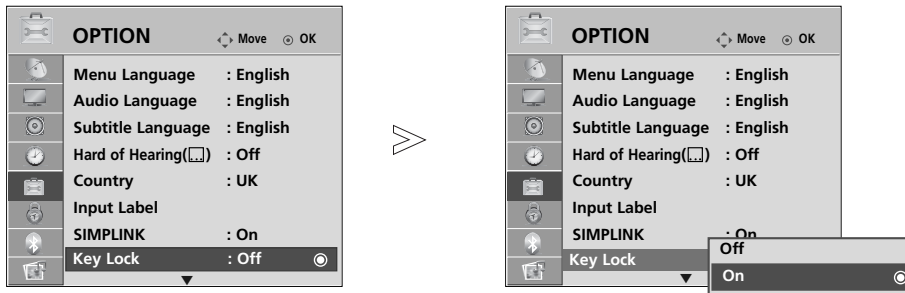 OPTION Move OK
Menu Language : English
Audio Language : English
Subtitle Language : English
Hard of Hearing( ) : Off
Country : UK
Input Label
SIMPLINK : On
Key Lock : Off
OPTION Move OK
Menu Language : English
Audio Language : English
Subtitle Language : English
Hard of Hearing( ) : Off
Country : UK
Input Label
SIMPLINK : On
Key Lock
Off
On